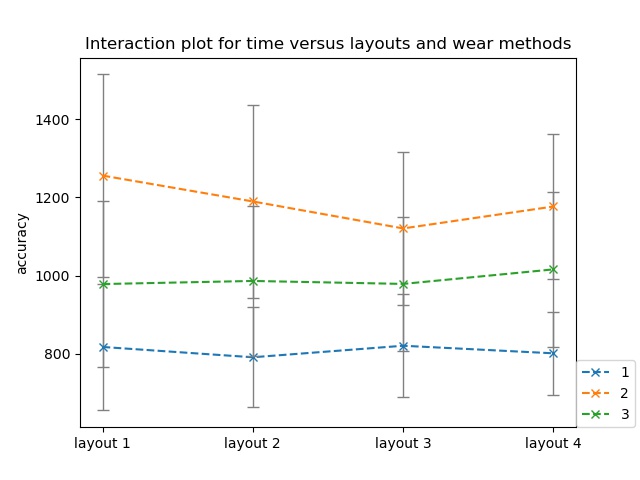 Interaction plot for time versus layouts and wear methods
1400
1200
1000
800
accuracy
layout 1
layout 2
layout 3
layout 4
1
2
3